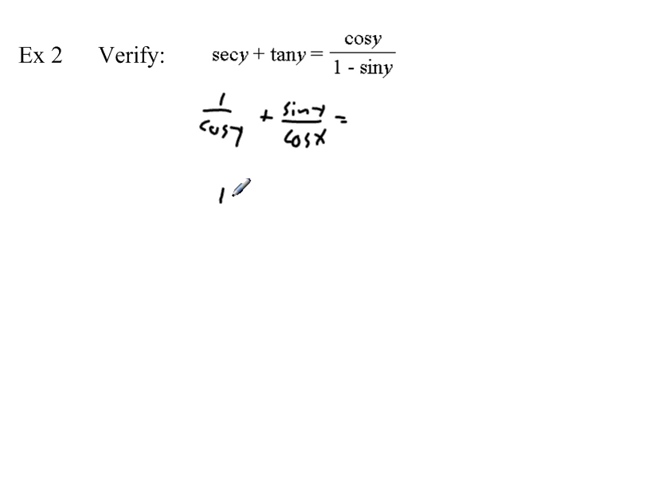 Ex 2 Verify: secy + tany = cosy / 1 - siny
1 / cosy + siny / cosx =
1